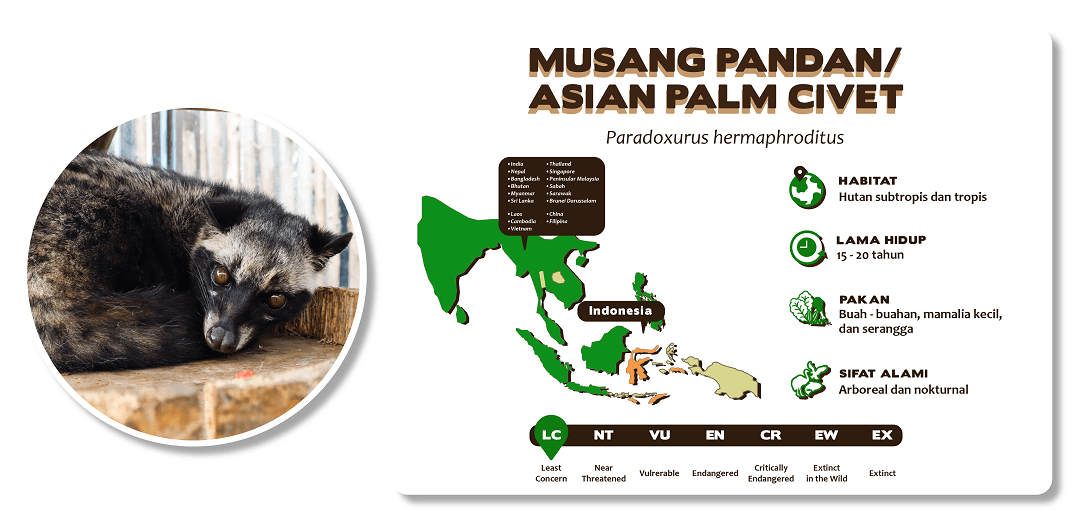 MUSANG PANDAN/
ASIAN PALM CIVET
Paradoxurus hermaphroditus
• India
• Nepal
• Bangladesh
• Bhutan
• Myanmar
• Sri Lanka
• Laos
• Cambodia
• Vietnam
• Thailand
• Singapore
• Peninsular Malaysia
• Sabah
• Sarawak
• Brunei Darussalam
• China
• Filipina
Indonesia
HABITAT
Hutan subtropis dan tropis
LAMA HIDUP
15 - 20 tahun
PAKAN
Buah - buahan, mamalia kecil,
dan serangga
SIFAT ALAMI
Arboreal dan nokturnal
LC NT VU EN CR EW EX
Least
Concern
Near
Threatened
Vulrerable
Endangered
Critically
Endangered
Extinct
in the Wild
Extinct